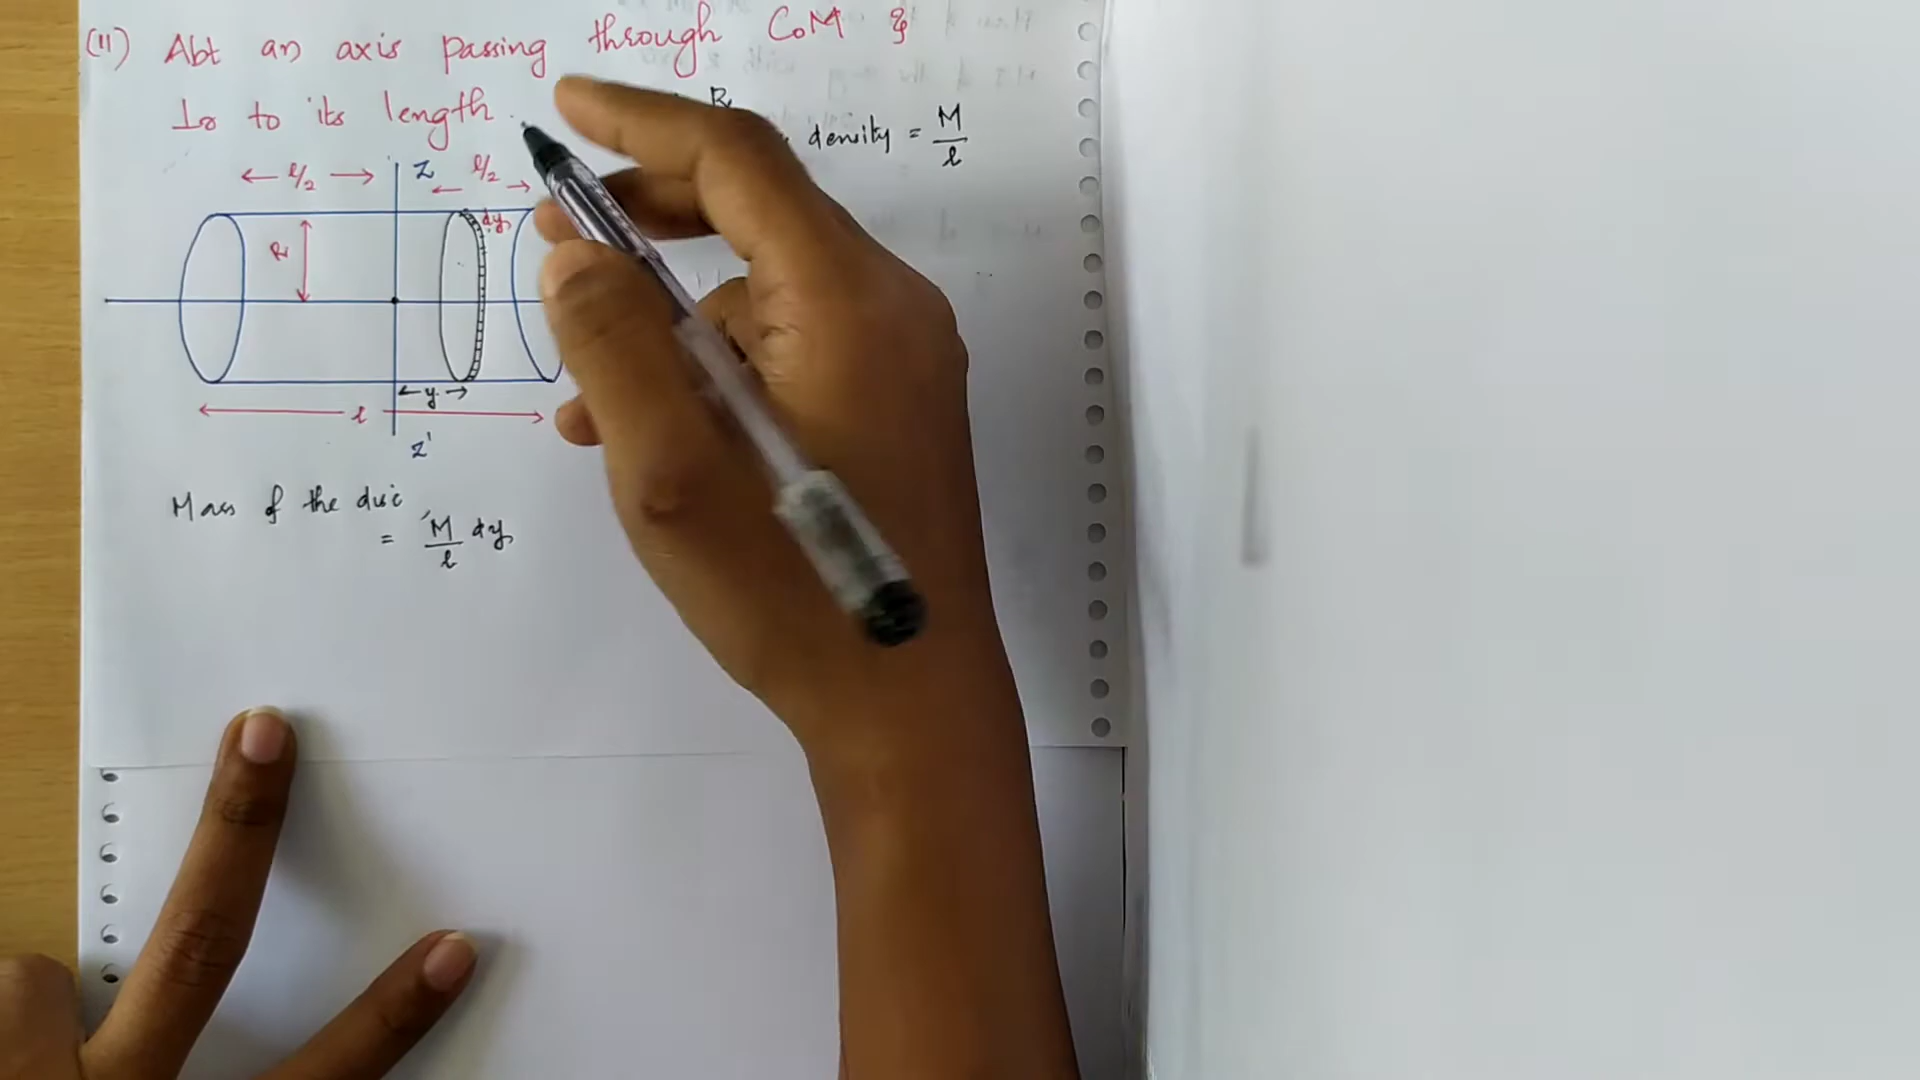 (II) Abt an axis passing through CoM &
⊥r to its length.
R
density = M/l
← l/2 → Z ← l/2 →
dy
R
← y →
← l →
Z'
Mass of the disc
= M/l dy